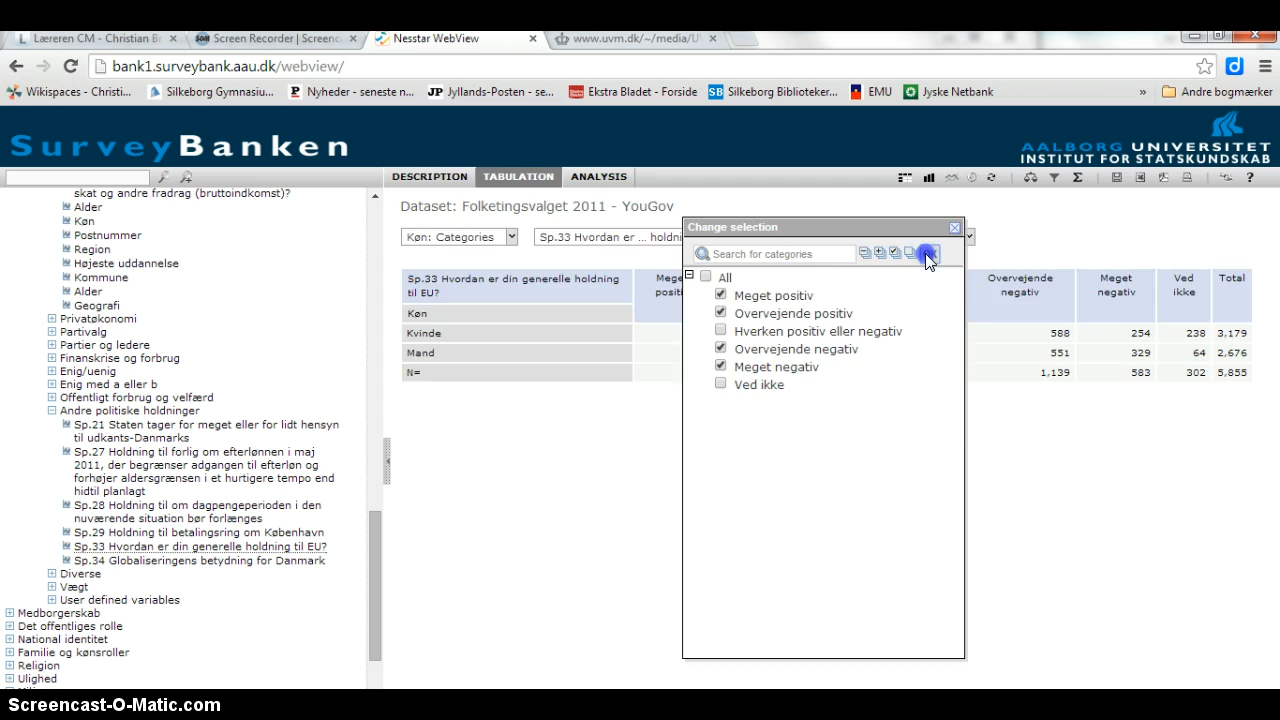 Læreren CM - Christian B
Screen Recorder | Screenc
Nesstar WebView
www.uvm.dk/~/media/U
bank1.surveybank.aau.dk/webview/
Wikispaces - Christi...
Silkeborg Gymnasiu...
Nyheder - seneste n...
JP Jyllands-Posten - se...
Ekstra Bladet - Forside
SB Silkeborg Biblioteker...
EMU
Jyske Netbank
»
Andre bogmærker
SurveyBanken
AALBORG UNIVERSITET
INSTITUT FOR STATSKUNDSKAB
DESCRIPTION TABULATION ANALYSIS
skat og andre fradrag (bruttoindkomst)?
Alder
Køn
Postnummer
Region
Højeste uddannelse
Kommune
Alder
Geografi
Privatøkonomi
Partivalg
Partier og ledere
Finanskrise og forbrug
Enig/uenig
Enig med a eller b
Offentligt forbrug og velfærd
Andre politiske holdninger
Sp.21 Staten tager for meget eller for lidt hensyn
til udkants-Danmarks
Sp.27 Holdning til forlig om efterlønnen i maj
2011, der begrænser adgangen til efterløn og
forhøjer aldersgrænsen i et hurtigere tempo end
hidtil planlagt
Sp.28 Holdning til om dagpengeperioden i den
nuværende situation bør forlænges
Sp.29 Holdning til betalingsring om København
Sp.33 Hvordan er din generelle holdning til EU?
Sp.34 Globaliseringens betydning for Danmark
Diverse
Vægt
User defined variables
Medborgerskab
Det offentliges rolle
National identitet
Familie og kønsroller
Religion
Ulighed
Dataset: Folketingsvalget 2011 - YouGov
Køn: Categories
Sp.33 Hvordan er ... holdni
Sp.33 Hvordan er din generelle holdning
til EU?
Køn
Mege
positi
Overvejende
negativ
Meget
negativ
Ved
ikke
Total
Kvinde 588 254 238 3,179
Mand 551 329 64 2,676
N= 1,139 583 302 5,855
Change selection
Search for categories
All
Meget positiv
Overvejende positiv
Hverken positiv eller negativ
Overvejende negativ
Meget negativ
Ved ikke
Screencast-O-Matic.com